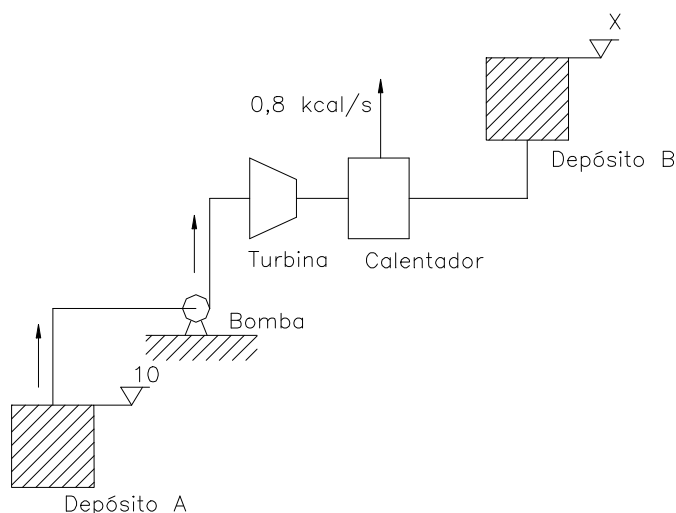 X
0,8 kcal/s
Depósito B
Turbina
Calentador
Bomba
10
Depósito A